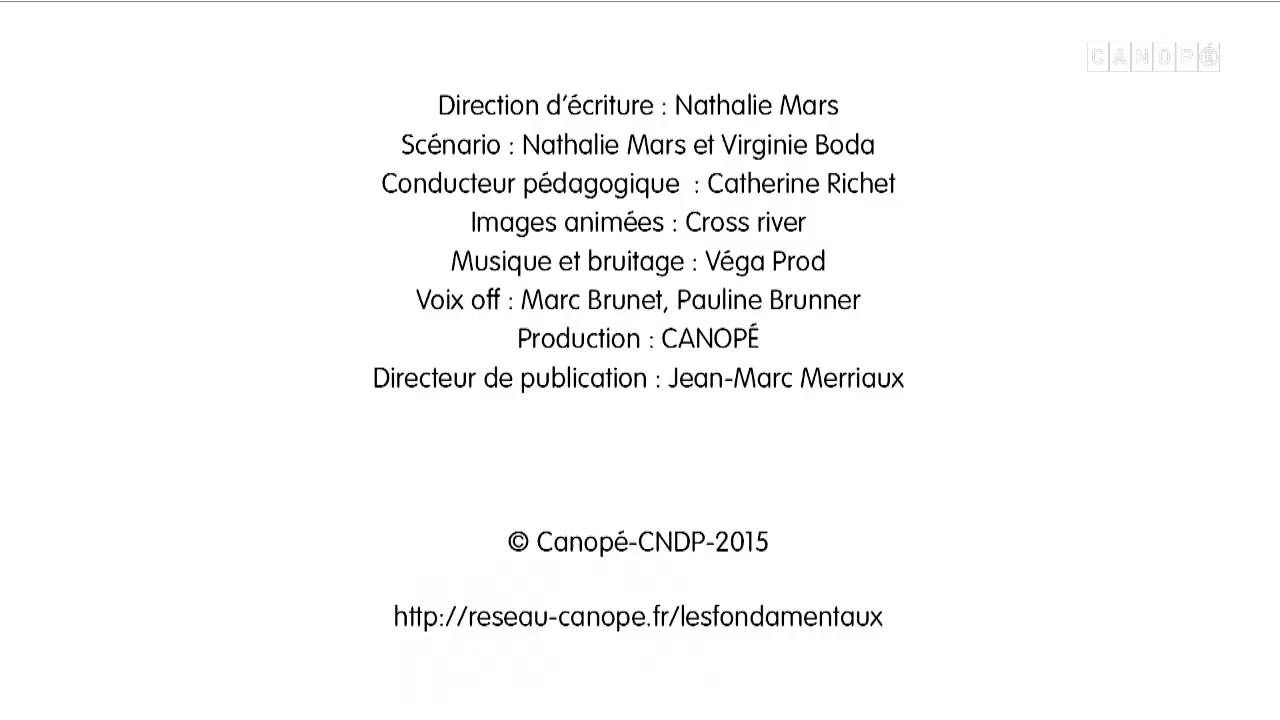 CANOPÉ
Direction d'écriture : Nathalie Mars
Scénario : Nathalie Mars et Virginie Boda
Conducteur pédagogique  : Catherine Richet
Images animées : Cross river
Musique et bruitage : Véga Prod
Voix off : Marc Brunet, Pauline Brunner
Production : CANOPÉ
Directeur de publication : Jean-Marc Merriaux
© Canopé-CNDP-2015
http://reseau-canope.fr/lesfondamentaux